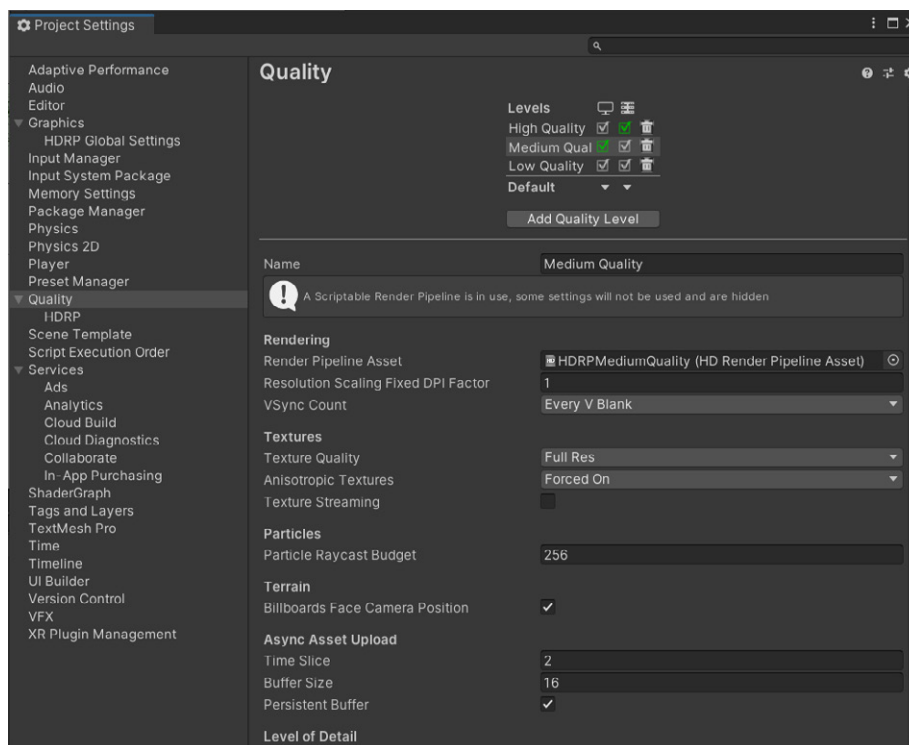 Project Settings
Adaptive Performance
Audio
Editor
Graphics
HDRP Global Settings
Input Manager
Input System Package
Memory Settings
Package Manager
Physics
Physics 2D
Player
Preset Manager
Quality
HDRP
Scene Template
Script Execution Order
Services
Ads
Analytics
Cloud Build
Cloud Diagnostics
Collaborate
In-App Purchasing
ShaderGraph
Tags and Layers
TextMesh Pro
Time
Timeline
UI Builder
Version Control
VFX
XR Plugin Management
Quality
Levels
High Quality
Medium Qual
Low Quality
Default
Add Quality Level
Name Medium Quality
A Scriptable Render Pipeline is in use, some settings will not be used and are hidden
Rendering
Render Pipeline Asset HDRPMediumQuality (HD Render Pipeline Asset)
Resolution Scaling Fixed DPI Factor 1
VSync Count Every V Blank
Textures
Texture Quality Full Res
Anisotropic Textures Forced On
Texture Streaming
Particles
Particle Raycast Budget 256
Terrain
Billboards Face Camera Position
Async Asset Upload
Time Slice 2
Buffer Size 16
Persistent Buffer
Level of Detail